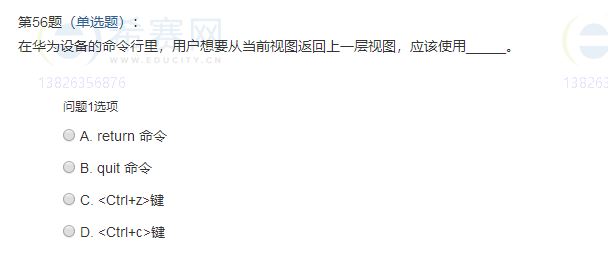 第56题（单选题）：
在华为设备的命令行里，用户想要从当前视图返回上一层视图，应该使用_____。
希赛网
WWW.EDUCITY.CN
13826356876
138263
问题1选项
A. return 命令
B. quit 命令
C. <Ctrl+z>键
D. <Ctrl+c>键